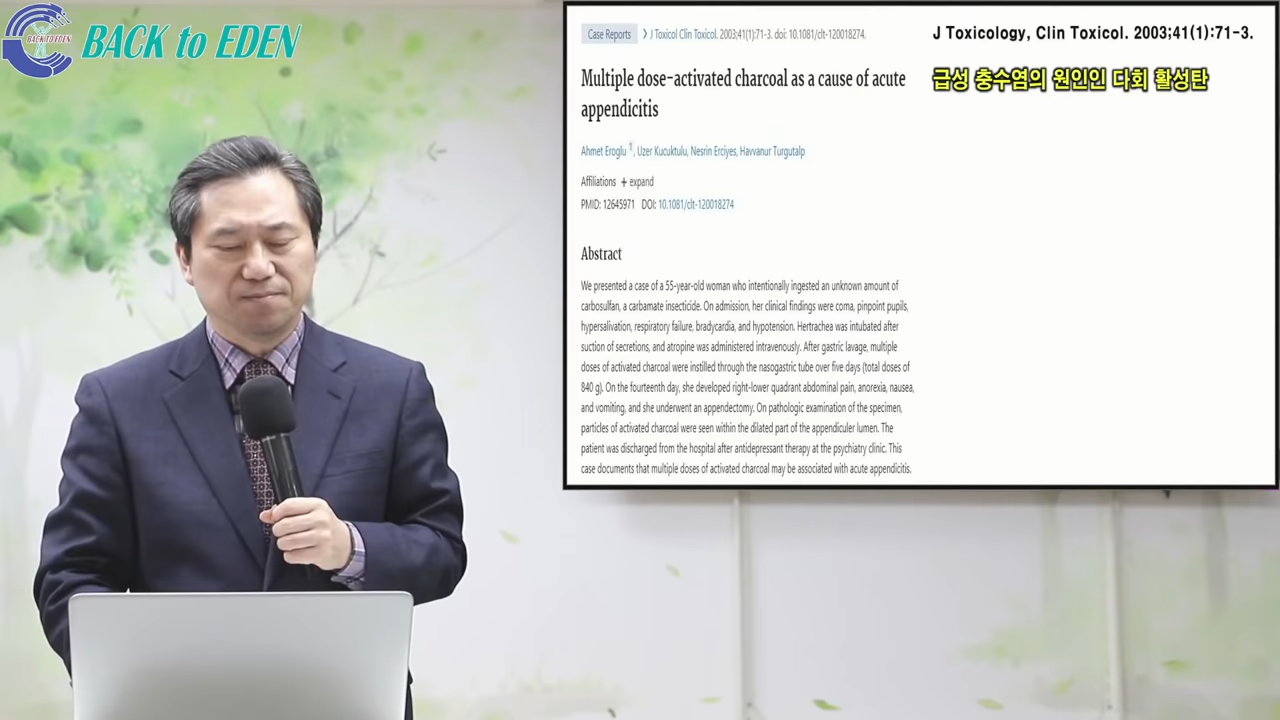 BACK TO EDEN
BACK to EDEN
Case Reports > J Toxicol Clin Toxicol. 2003;41(1):71-3. doi: 10.1081/clt-120018274.
Multiple dose-activated charcoal as a cause of acute
appendicitis
Ahmet Eroglu 1, Uzer Kucuktulu, Nesrin Erciyes, Havvanur Turgutalp
Affiliations + expand
PMID: 12645971 DOI: 10.1081/clt-120018274
Abstract
We presented a case of a 55-year-old woman who intentionally ingested an unknown amount of
carbosulfan, a carbamate insecticide. On admission, her clinical findings were coma, pinpoint pupils,
hypersalivation, respiratory failure, bradycardia, and hypotension. Hertrachea was intubated after
suction of secretions, and atropine was administered intravenously. After gastric lavage, multiple
doses of activated charcoal were instilled through the nasogastric tube over five days (total doses of
840 g). On the fourteenth day, she developed right-lower quadrant abdominal pain, anorexia, nausea,
and vomiting, and she underwent an appendectomy. On pathologic examination of the specimen,
particles of activated charcoal were seen within the dilated part of the appendiculer lumen. The
patient was discharged from the hospital after antidepressant therapy at the psychiatry clinic. This
case documents that multiple doses of activated charcoal may be associated with acute appendicitis.
J Toxicology, Clin Toxicol. 2003;41(1):71-3.
급성 충수염의 원인인 다회 활성탄